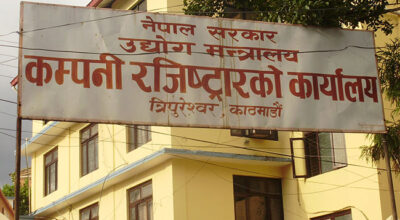 नेपाल सरकार
उद्योग मन्त्रालय
कम्पनी रजिष्ट्रारको कार्यालय
त्रिपुरेश्वर, काठमाडौं